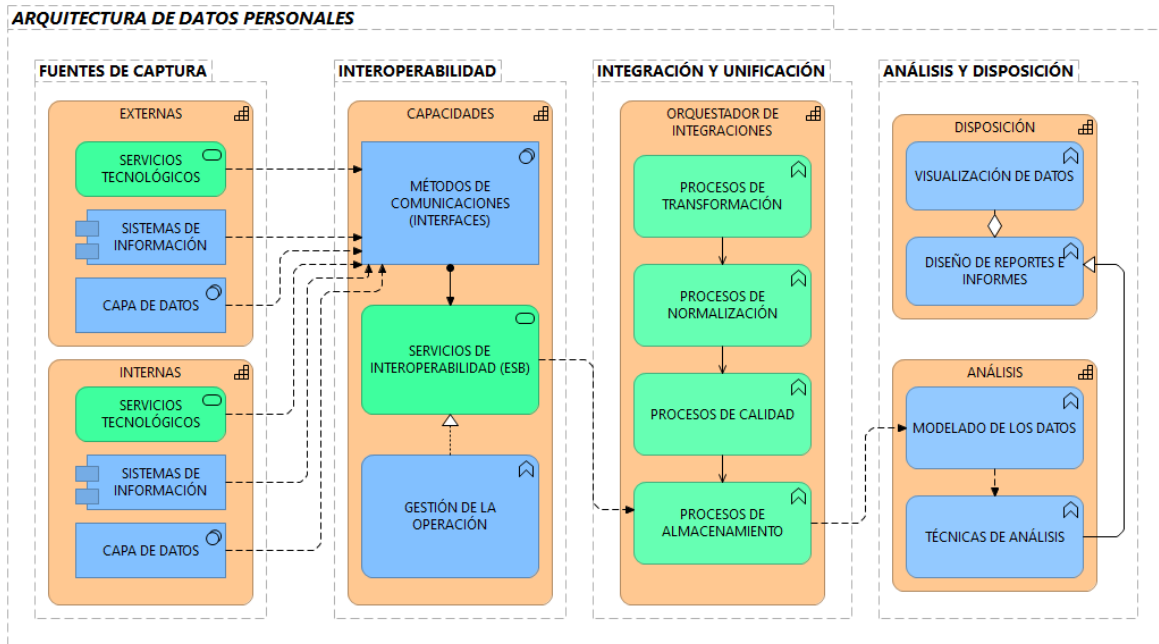 ARQUITECTURA DE DATOS PERSONALES
FUENTES DE CAPTURA
EXTERNAS
SERVICIOS
TECNOLÓGICOS
SISTEMAS DE
INFORMACIÓN
CAPA DE DATOS
INTERNAS
SERVICIOS
TECNOLÓGICOS
SISTEMAS DE
INFORMACIÓN
CAPA DE DATOS
INTEROPERABILIDAD
CAPACIDADES
MÉTODOS DE
COMUNICACIONES
(INTERFACES)
SERVICIOS DE
INTEROPERABILIDAD (ESB)
GESTIÓN DE LA
OPERACIÓN
INTEGRACIÓN Y UNIFICACIÓN
ORQUESTADOR DE
INTEGRACIONES
PROCESOS DE
TRANSFORMACIÓN
PROCESOS DE
NORMALIZACIÓN
PROCESOS DE CALIDAD
PROCESOS DE
ALMACENAMIENTO
ANÁLISIS Y DISPOSICIÓN
DISPOSICIÓN
VISUALIZACIÓN DE DATOS
DISEÑO DE REPORTES E
INFORMES
ANÁLISIS
MODELADO DE LOS DATOS
TÉCNICAS DE ANÁLISIS